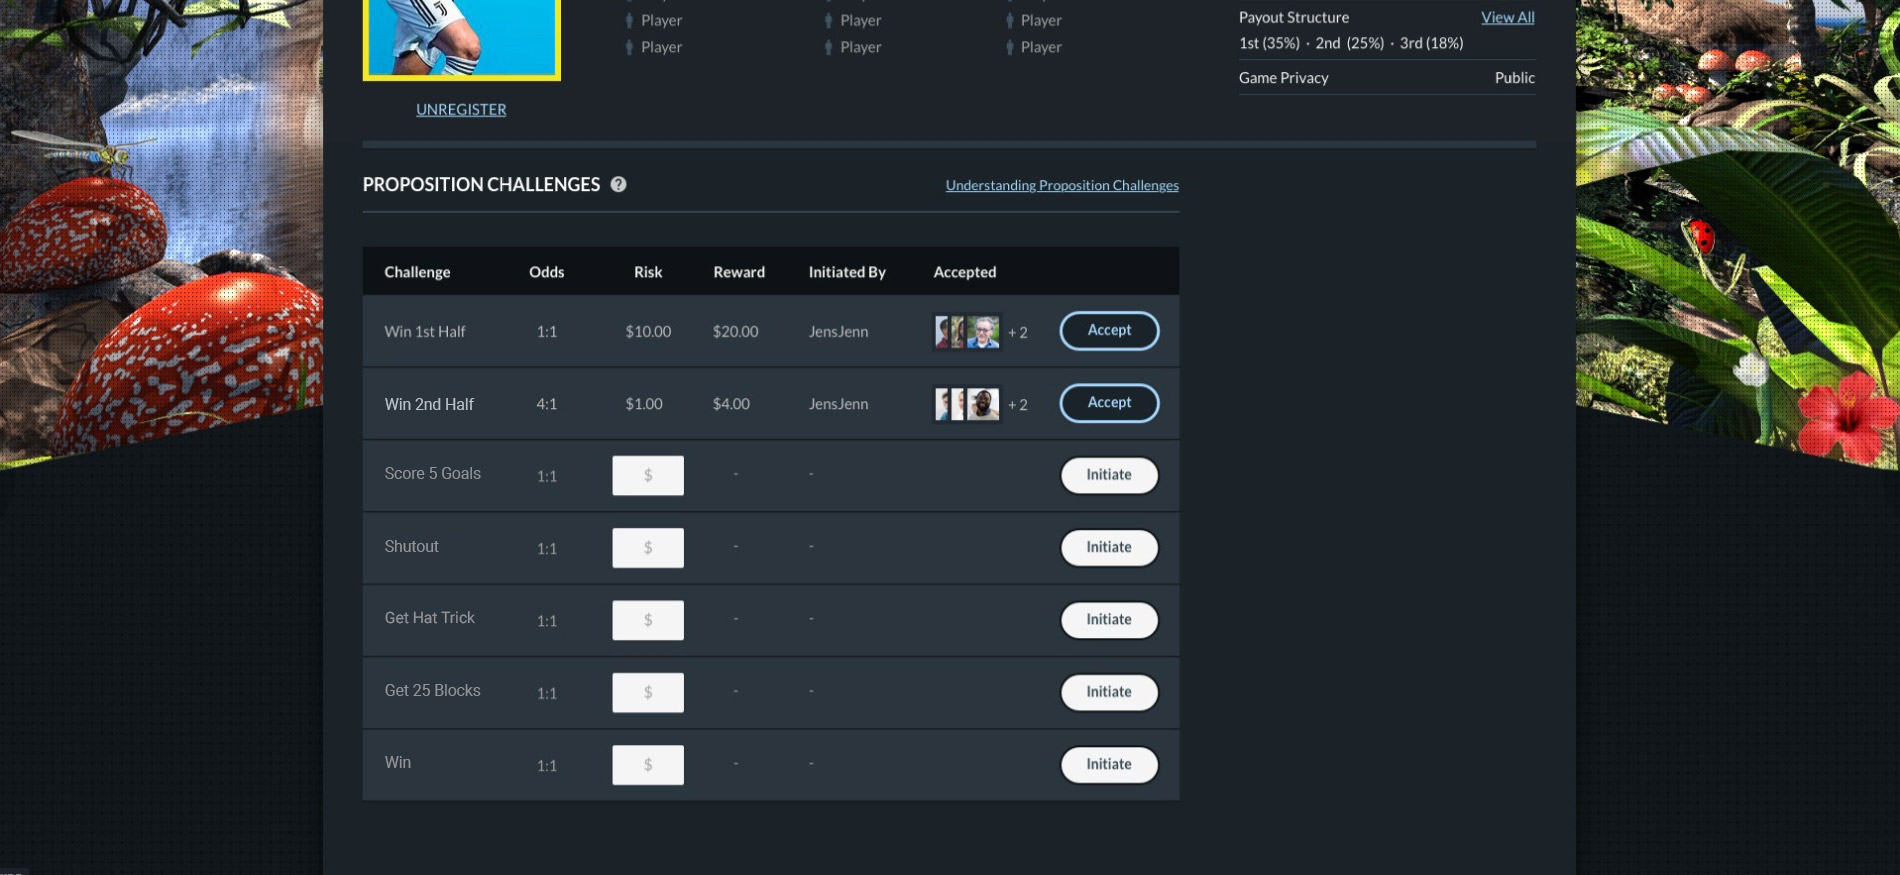 Player Player Player
Player Player Player
Payout Structure View All
1st (35%) · 2nd (25%) · 3rd (18%)
Game Privacy Public
UNREGISTER
PROPOSITION CHALLENGES ? Understanding Proposition Challenges
Challenge Odds Risk Reward Initiated By Accepted
Win 1st Half 1:1 $10.00 $20.00 JensJenn + 2 Accept
Win 2nd Half 4:1 $1.00 $4.00 JensJenn + 2 Accept
Score 5 Goals 1:1 $ - - Initiate
Shutout 1:1 $ - - Initiate
Get Hat Trick 1:1 $ - - Initiate
Get 25 Blocks 1:1 $ - - Initiate
Win 1:1 $ - - Initiate